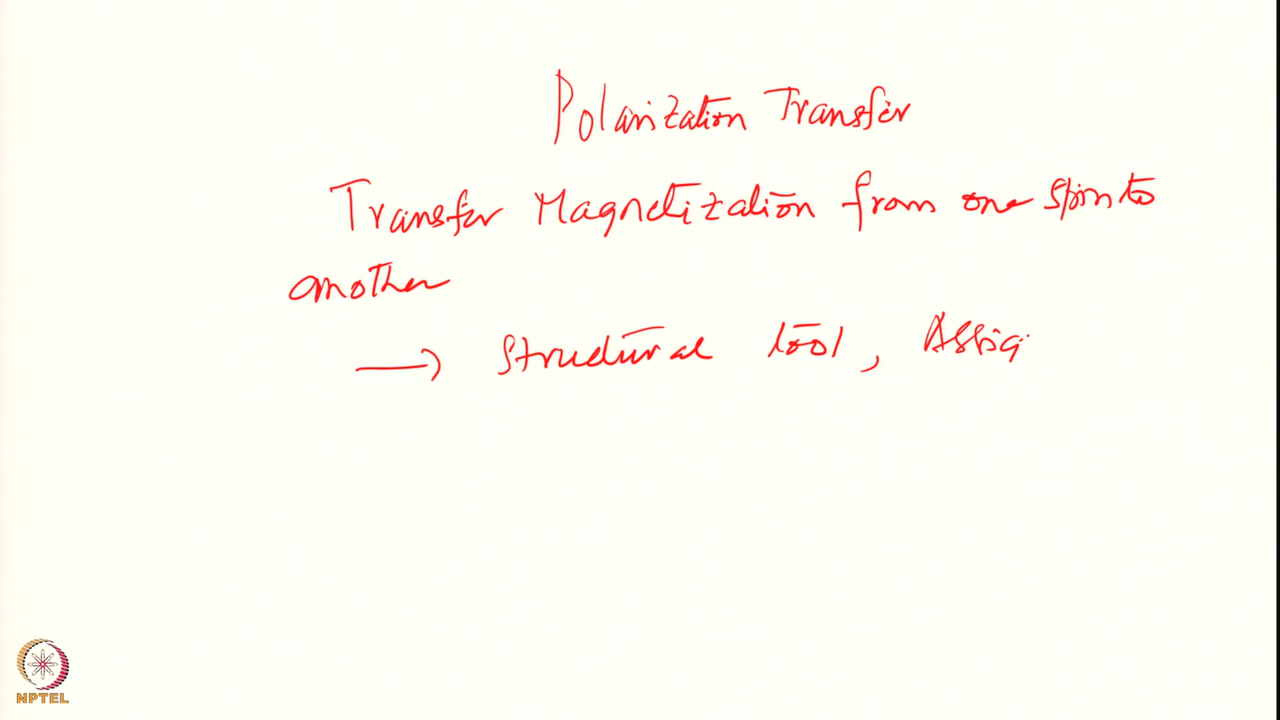 Polarization Transfer
Transfer Magnetization from one spin to
another
→ Structural tool, Assig
NPTEL